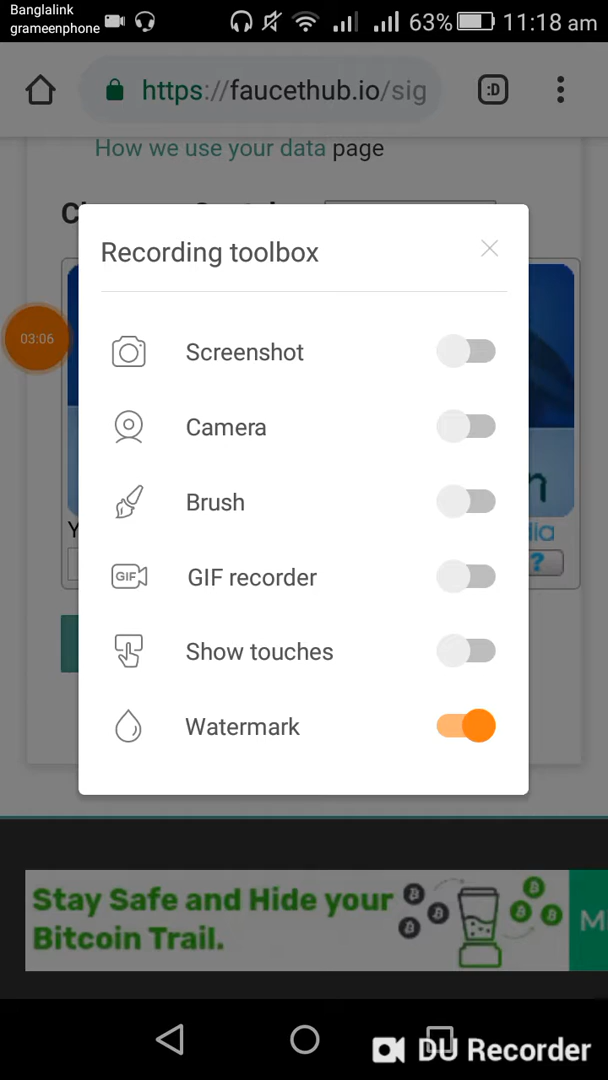 Banglalink
grameenphone
63%
11:18 am
https://faucethub.io/sig
:D
How we use your data page
Recording toolbox
03:06
Screenshot
Camera
Brush
GIF
GIF recorder
Show touches
Watermark
?
Stay Safe and Hide your
Bitcoin Trail.
DU Recorder